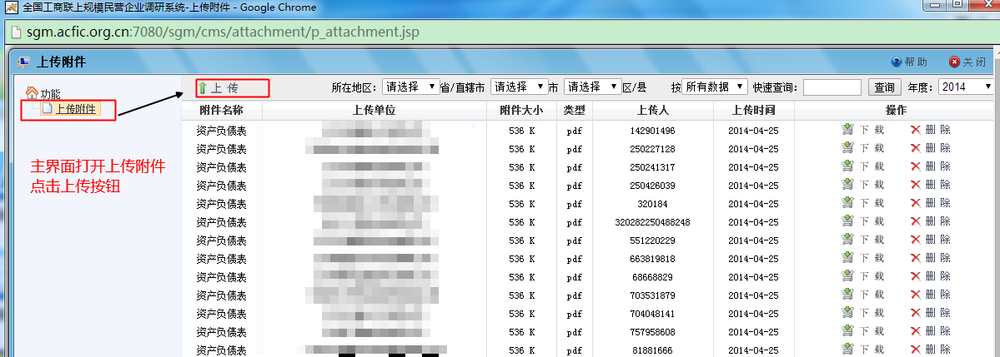 全国工商联上规模民营企业调研系统-上传附件 - Google Chrome
sgm.acfic.org.cn:7080/sgm/cms/attachment/p_attachment.jsp
上传附件 帮 助 关 闭
功能
上传附件
主界面打开上传附件
点击上传按钮
上 传 所在地区： 请选择 省/直辖市 请选择 市 请选择 区/县 按 所有数据 快速查询： 查询 年度： 2014
附件名称 上传单位 附件大小 类型 上传人 上传时间 操作
资产负债表 536 K pdf 142901496 2014-04-25 下 载 删 除
资产负债表 536 K pdf 250227128 2014-04-25 下 载 删 除
资产负债表 536 K pdf 250241317 2014-04-25 下 载 删 除
资产负债表 536 K pdf 250426039 2014-04-25 下 载 删 除
资产负债表 536 K pdf 320184 2014-04-25 下 载 删 除
资产负债表 536 K pdf 320282250488248 2014-04-25 下 载 删 除
资产负债表 536 K pdf 551220229 2014-04-25 下 载 删 除
资产负债表 536 K pdf 663819818 2014-04-25 下 载 删 除
资产负债表 536 K pdf 68668829 2014-04-25 下 载 删 除
资产负债表 536 K pdf 703531879 2014-04-25 下 载 删 除
资产负债表 536 K pdf 704048141 2014-04-25 下 载 删 除
资产负债表 536 K pdf 757958608 2014-04-25 下 载 删 除
资产负债表 536 K pdf 81881666 2014-04-25 下 载 删 除